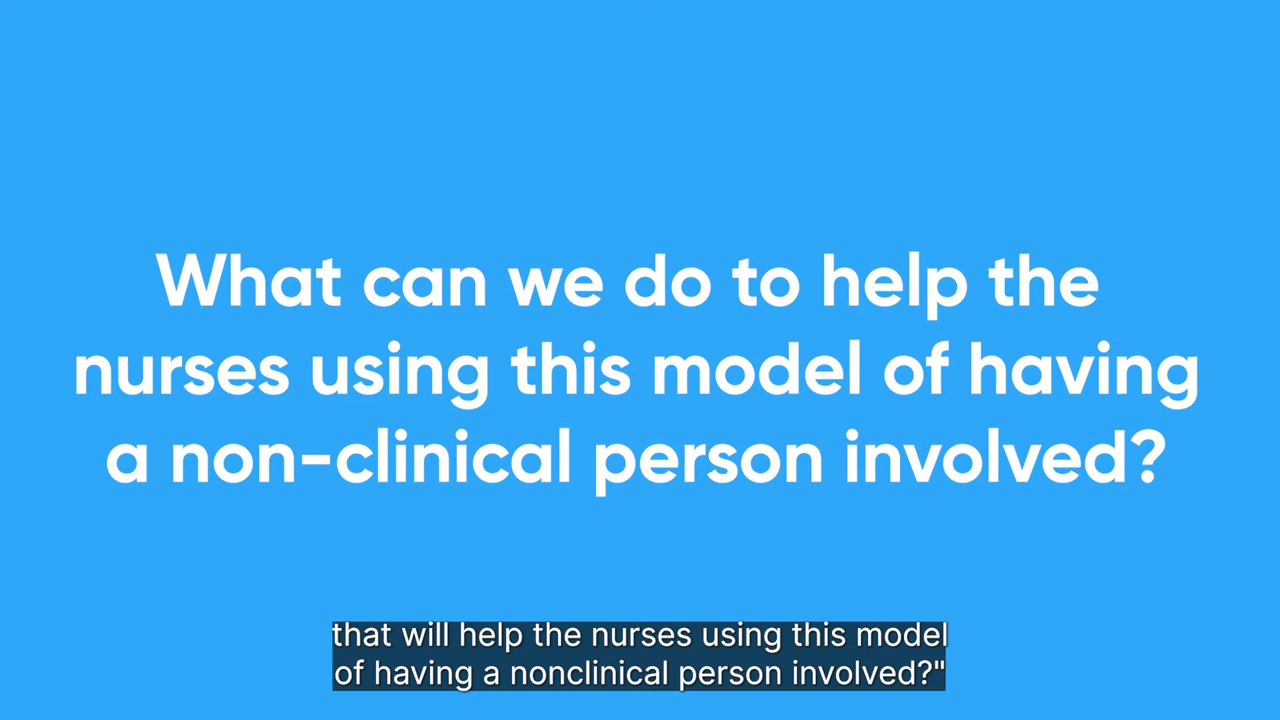 What can we do to help the
nurses using this model of having
a non-clinical person involved?
that will help the nurses using this model
of having a nonclinical person involved?"